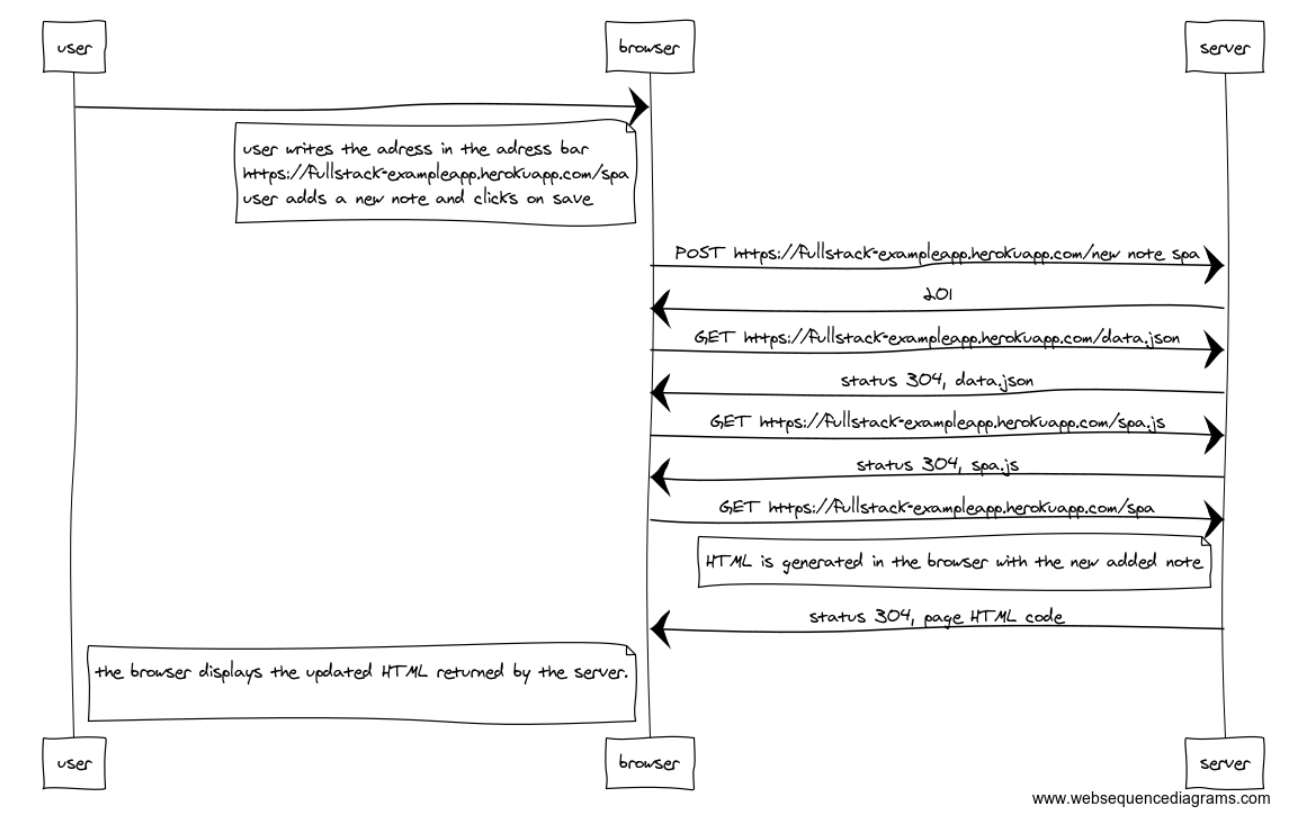 user
browser
server
user writes the adress in the adress bar
https://fullstack-exampleapp.herokuapp.com/spa
user adds a new note and clicks on save
POST https://fullstack-exampleapp.herokuapp.com/new note spa
201
GET https://fullstack-exampleapp.herokuapp.com/data.json
status 304, data.json
GET https://fullstack-exampleapp.herokuapp.com/spa.js
status 304, spa.js
GET https://fullstack-exampleapp.herokuapp.com/spa
HTML is generated in the browser with the new added note
status 304, page HTML code
the browser displays the updated HTML returned by the server.
user
browser
server
www.websequencediagrams.com